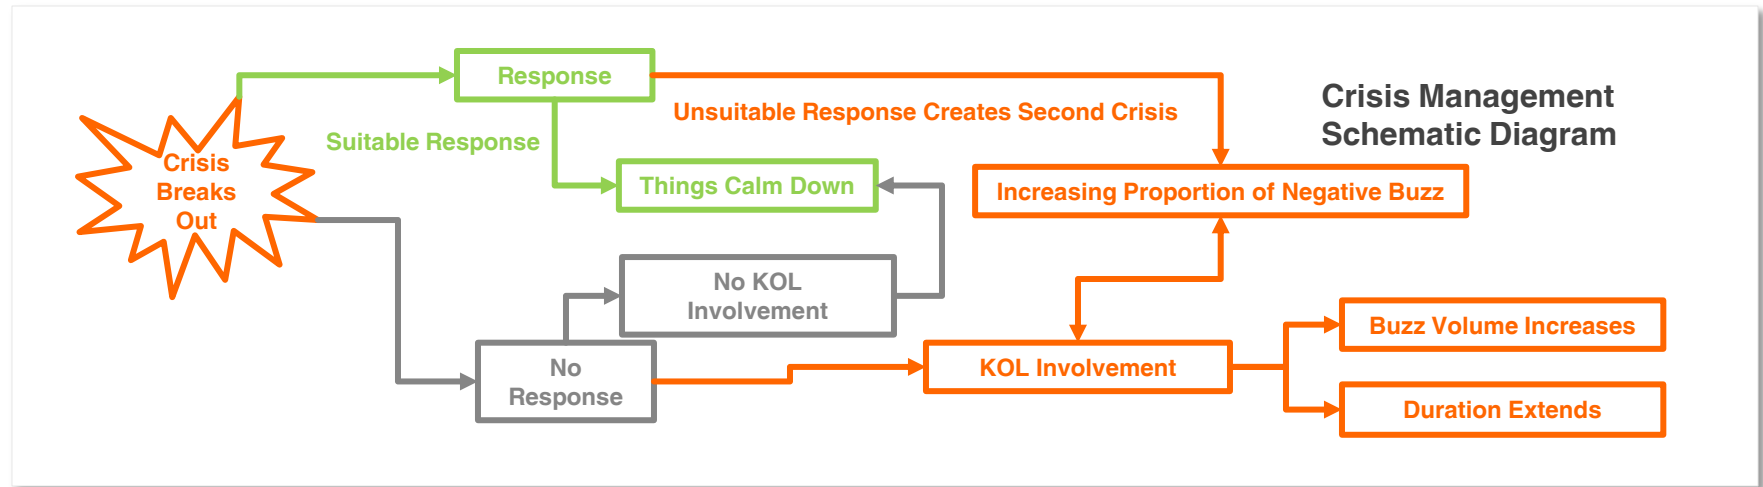 Response
Crisis Management
Schematic Diagram
Unsuitable Response Creates Second Crisis
Suitable Response
Crisis
Breaks
Out
Things Calm Down
Increasing Proportion of Negative Buzz
No KOL
Involvement
Buzz Volume Increases
No
Response
KOL Involvement
Duration Extends